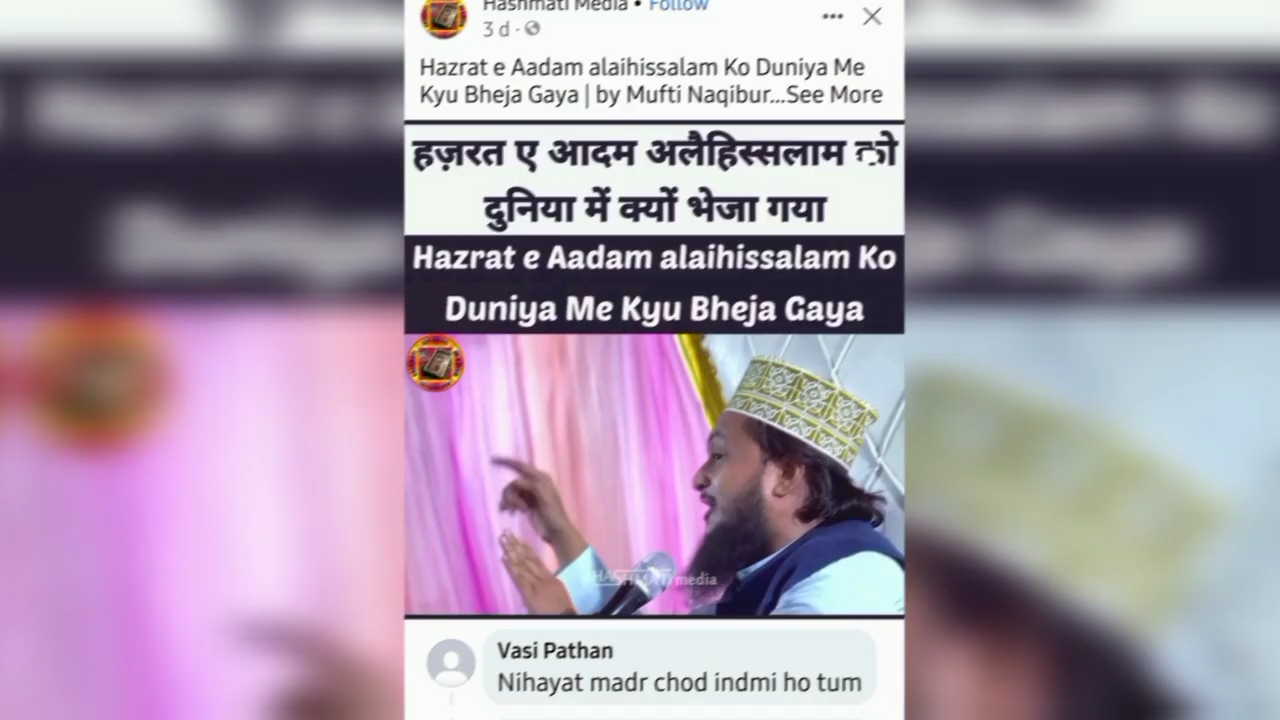 Hashmati Media • Follow
3 d ·
Hazrat e Aadam alaihissalam Ko Duniya Me
Kyu Bheja Gaya | by Mufti Naqibur...See More
हज़रत ए आदम अलैहिस्सलाम को
दुनिया में क्यों भेजा गया
Hazrat e Aadam alaihissalam Ko
Duniya Me Kyu Bheja Gaya
HASHMATI media
Vasi Pathan
Nihayat madr chod indmi ho tum